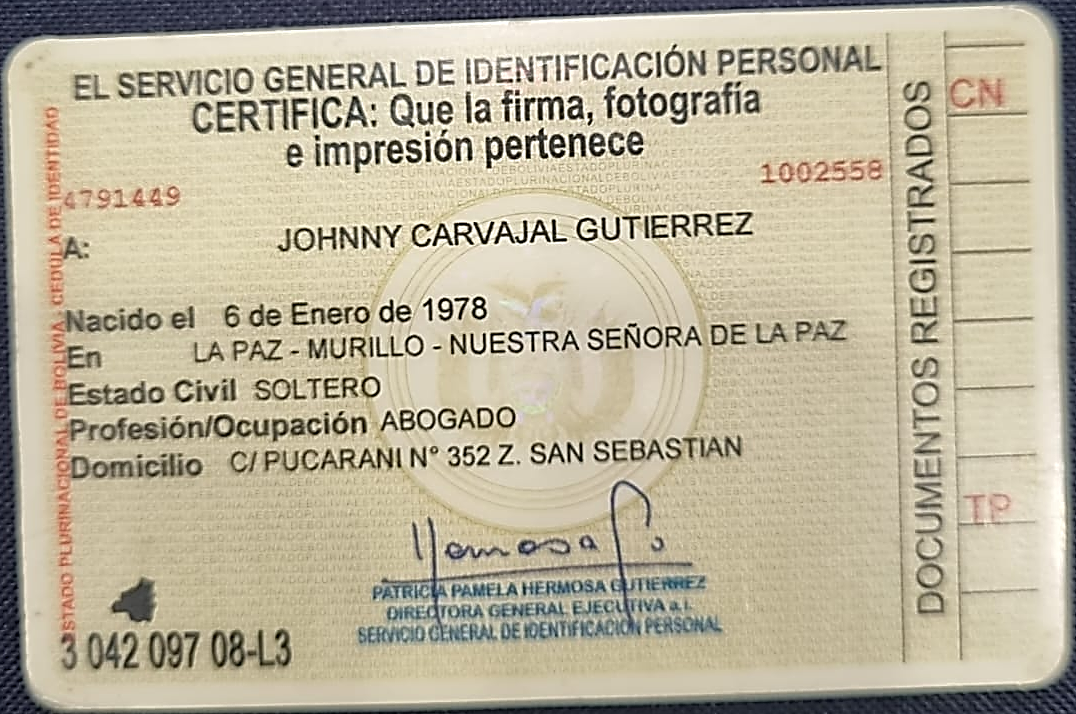 EL SERVICIO GENERAL DE IDENTIFICACIÓN PERSONAL
CERTIFICA: Que la firma, fotografía
e impresión pertenece
4791449
1002558
A: JOHNNY CARVAJAL GUTIERREZ
Nacido el 6 de Enero de 1978
En LA PAZ - MURILLO - NUESTRA SEÑORA DE LA PAZ
Estado Civil SOLTERO
Profesión/Ocupación ABOGADO
Domicilio C/ PUCARANI N° 352 Z. SAN SEBASTIAN
Hermosa G
PATRICIA PAMELA HERMOSA GUTIERREZ
DIRECTORA GENERAL EJECUTIVA a.i.
SERVICIO GENERAL DE IDENTIFICACIÓN PERSONAL
3 042 097 08-L3
ESTADO PLURINACIONAL DE BOLIVIA, CEDULA DE IDENTIDAD
DOCUMENTOS REGISTRADOS
CN
TP